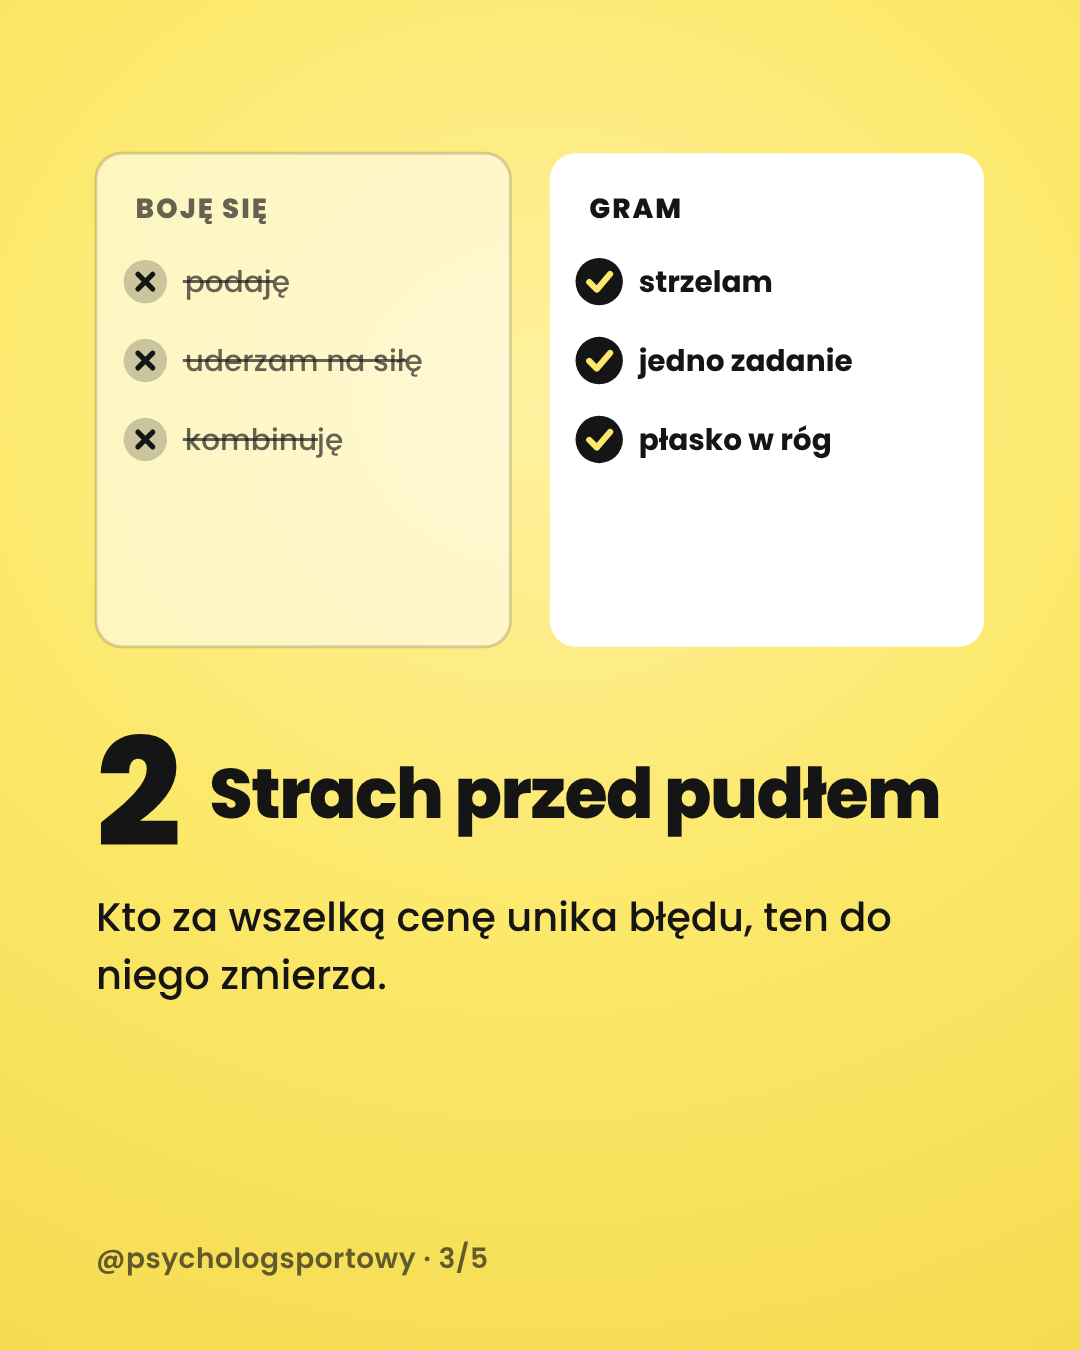 BOJĘ SIĘ
podaję
uderzam na siłę
kombinuję
GRAM
strzelam
jedno zadanie
płasko w róg
2 Strach przed pudłem
Kto za wszelką cenę unika błędu, ten do
niego zmierza.
@psychologsportowy · 3/5